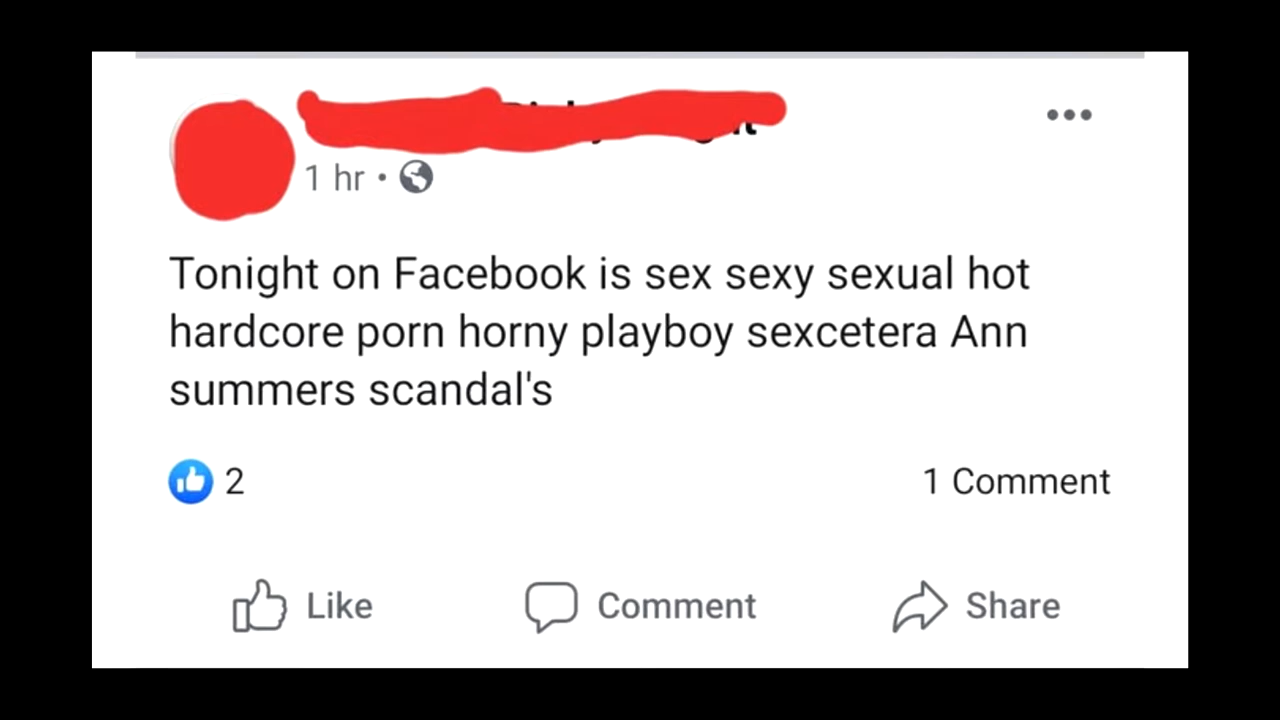 1 hr •
Tonight on Facebook is sex sexy sexual hot
hardcore porn horny playboy sexcetera Ann
summers scandal's
2 1 Comment
Like Comment Share